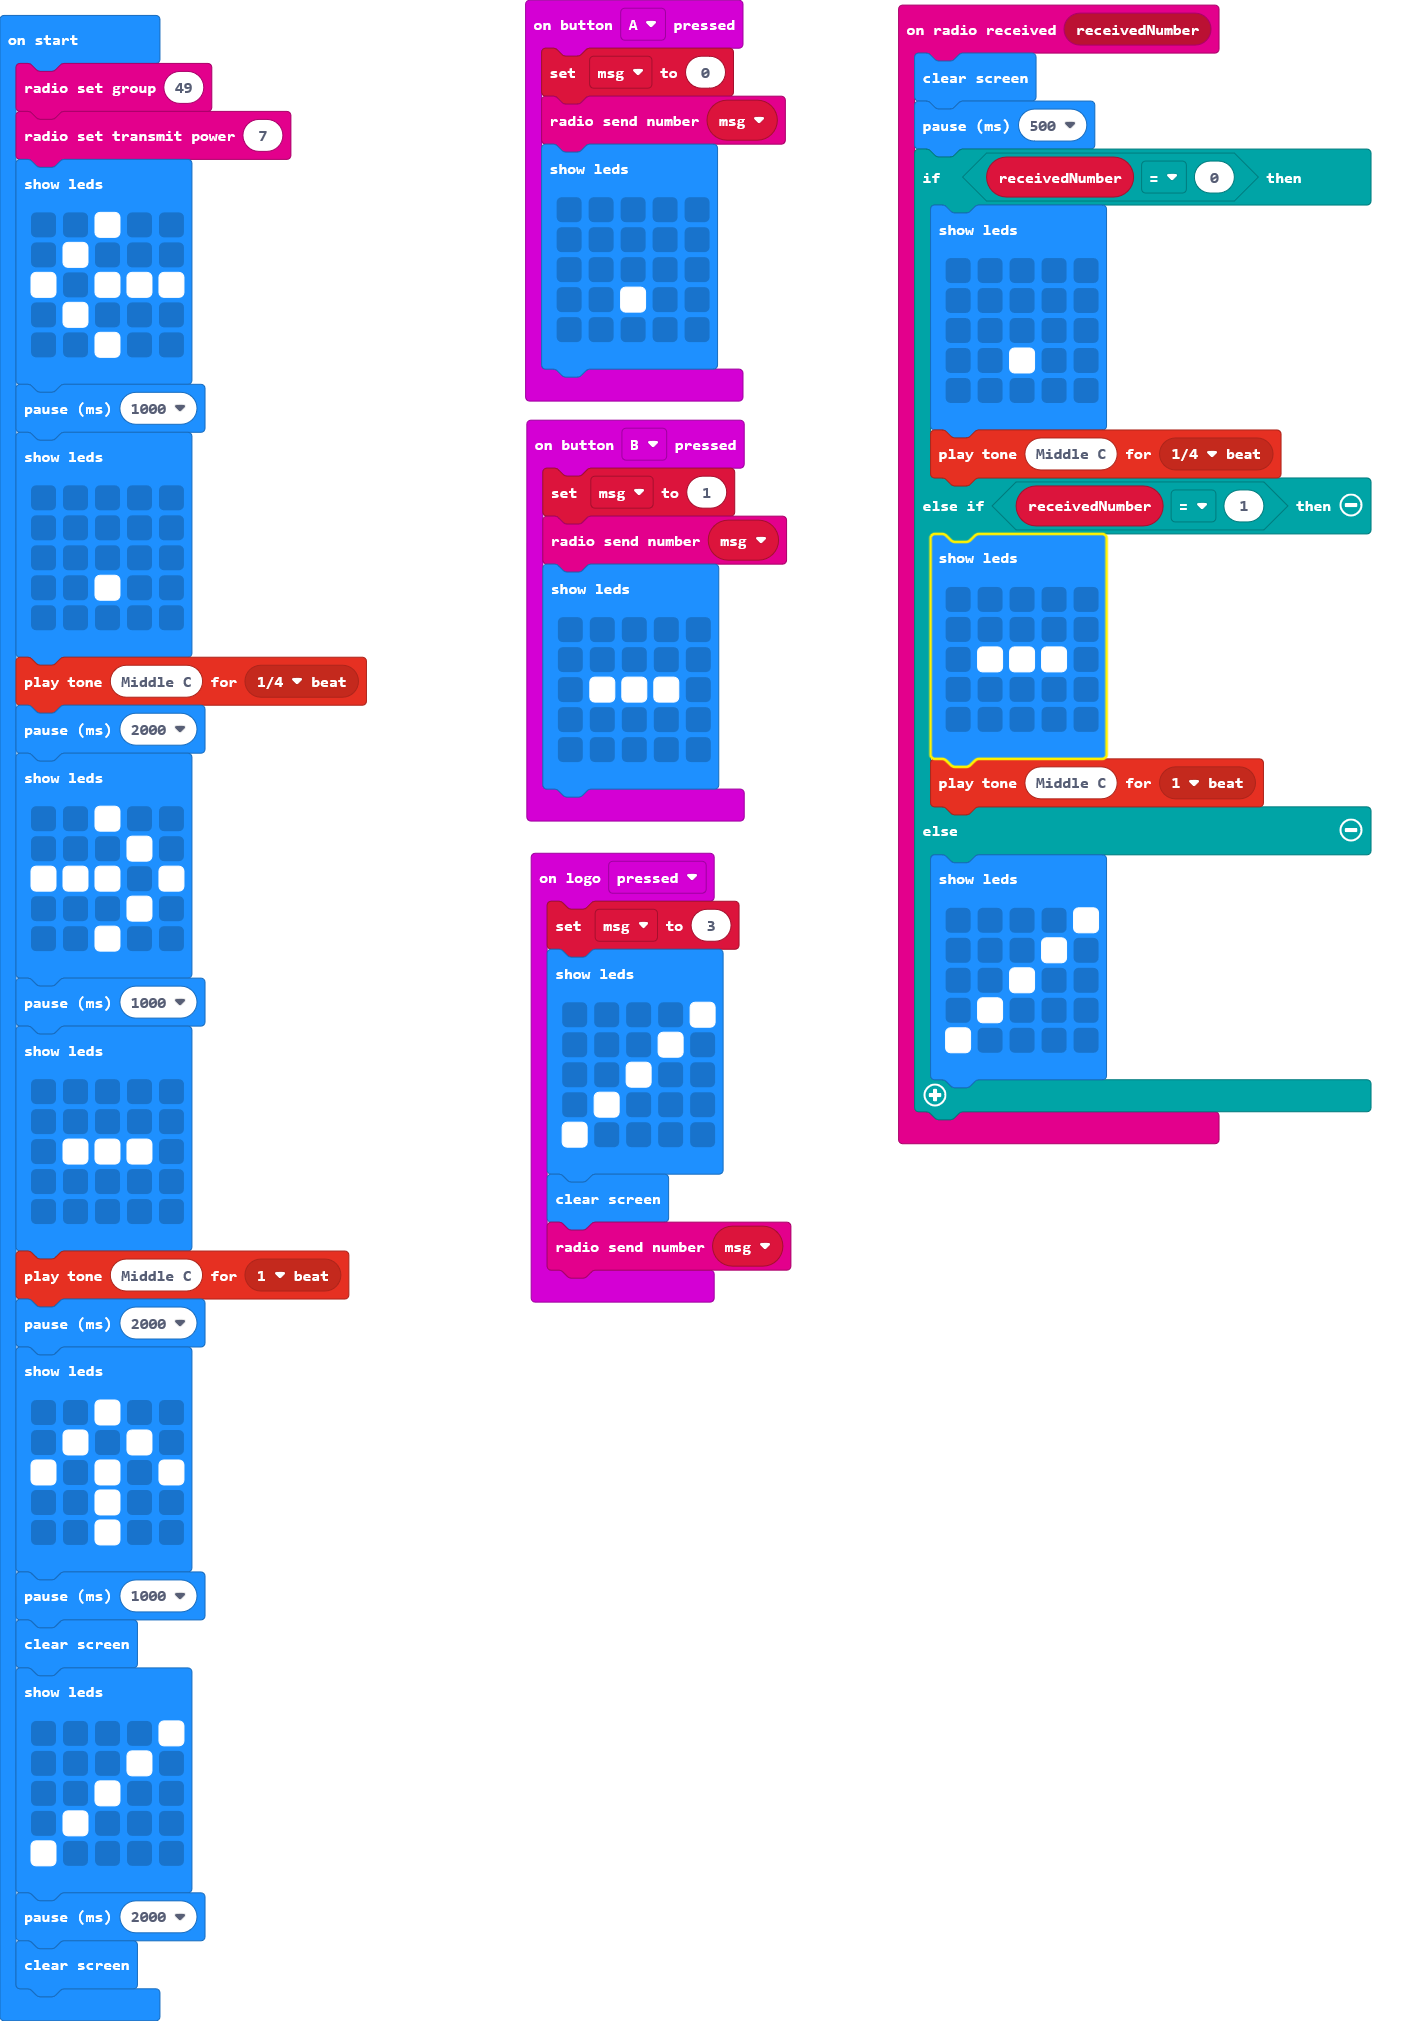 on start
radio set group 49
radio set transmit power 7
show leds
pause (ms) 1000
show leds
play tone Middle C for 1/4 beat
pause (ms) 2000
show leds
pause (ms) 1000
show leds
play tone Middle C for 1 beat
pause (ms) 2000
show leds
pause (ms) 1000
clear screen
show leds
pause (ms) 2000
clear screen
on button A pressed
set msg to 0
radio send number msg
show leds
on button B pressed
set msg to 1
radio send number msg
show leds
on logo pressed
set msg to 3
show leds
clear screen
radio send number msg
on radio received receivedNumber
clear screen
pause (ms) 500
if receivedNumber = 0 then
show leds
play tone Middle C for 1/4 beat
else if receivedNumber = 1 then
show leds
play tone Middle C for 1 beat
else
show leds